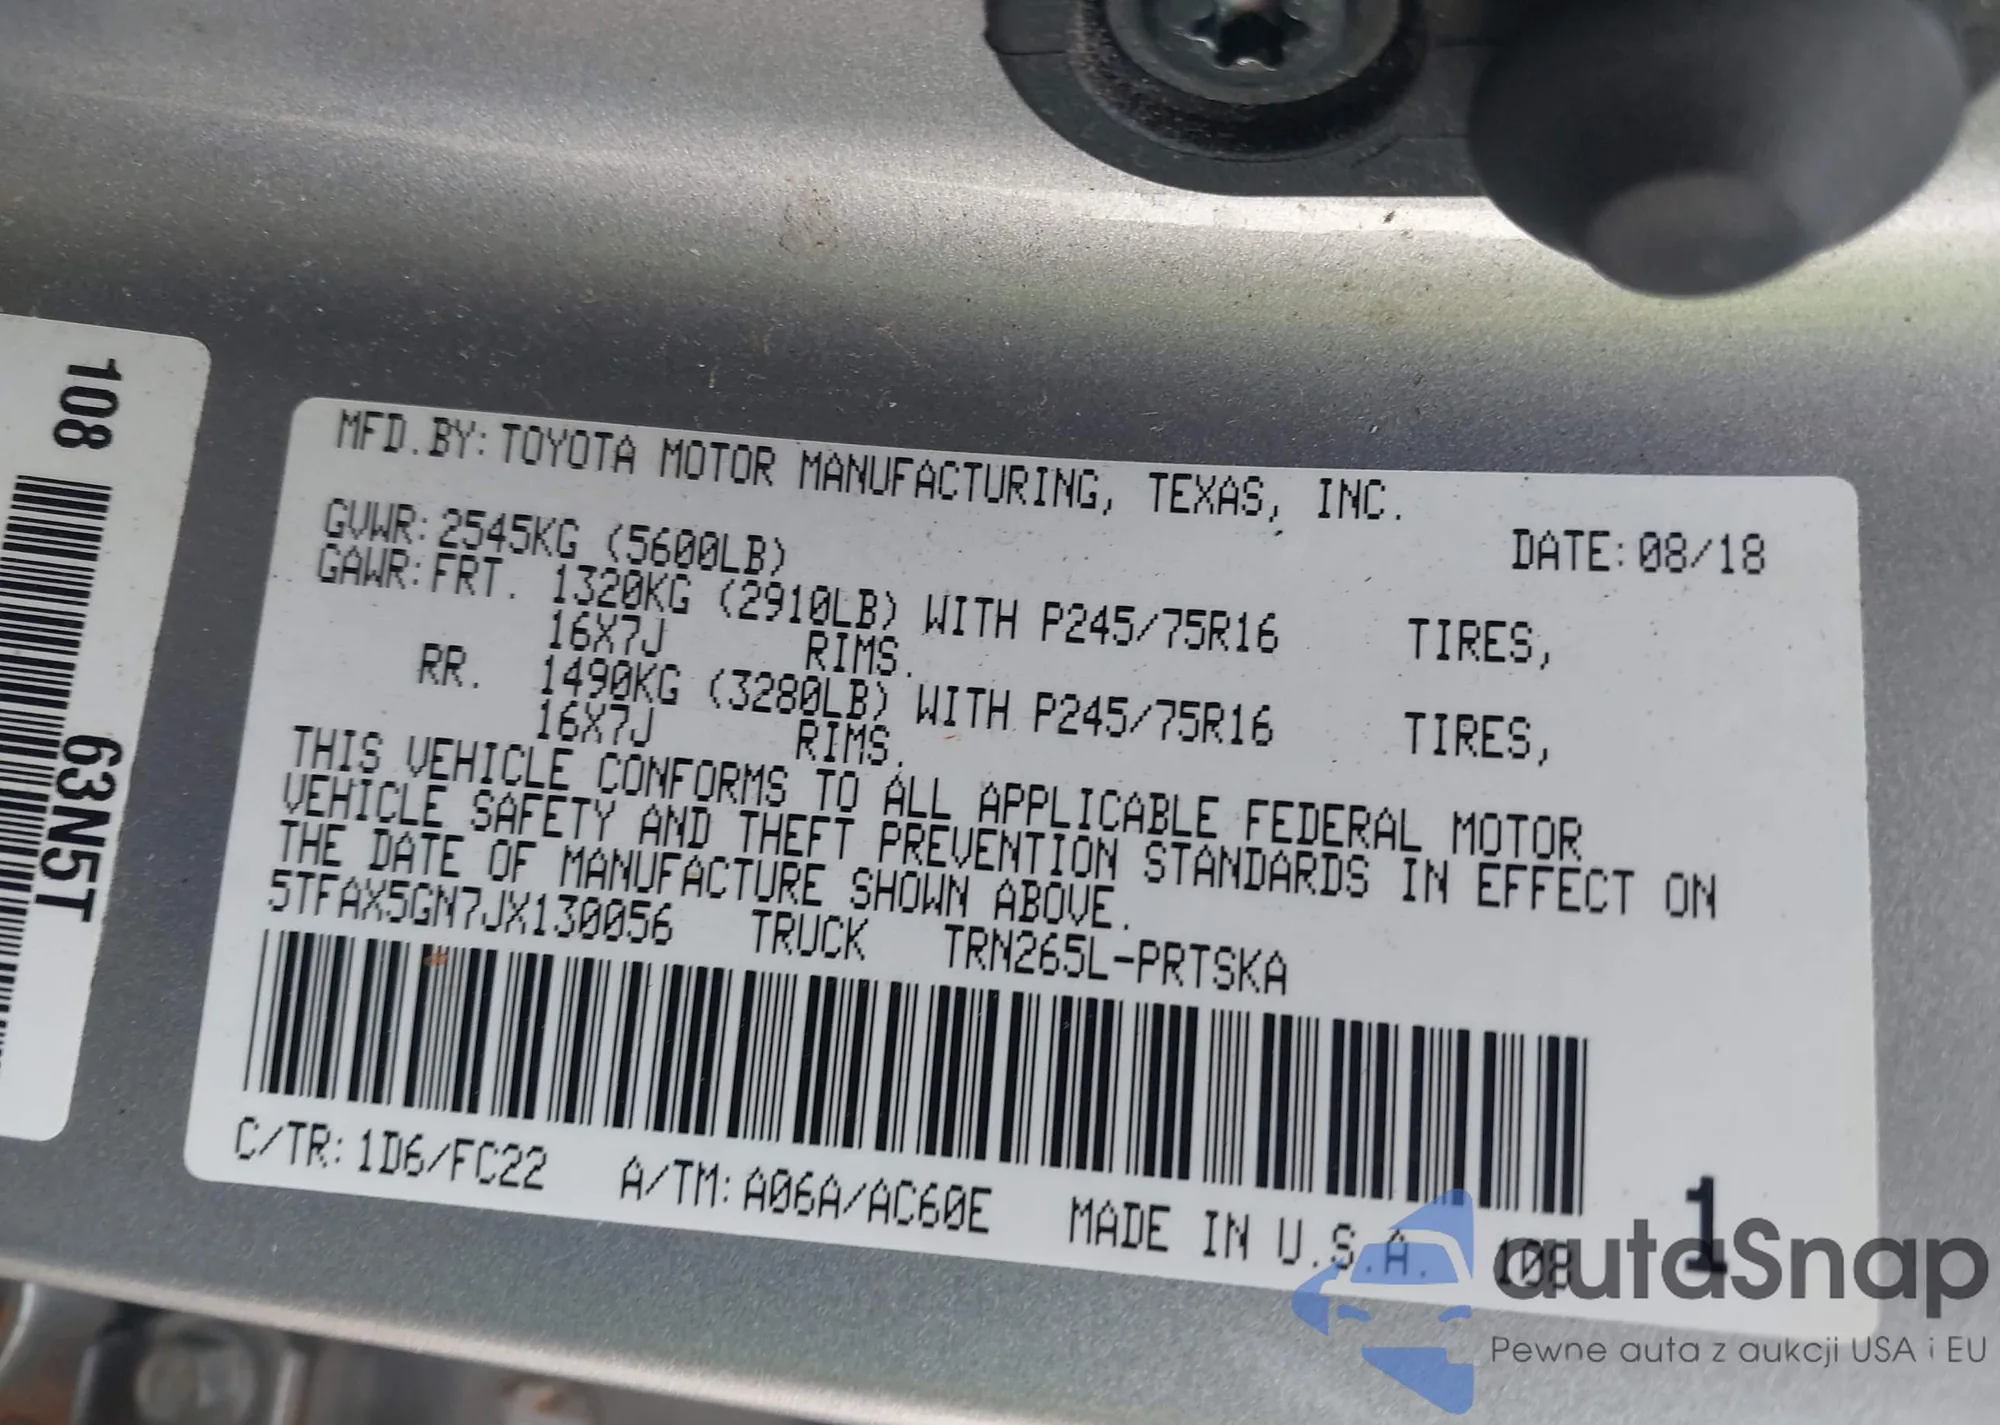 MFD.BY:TOYOTA MOTOR MANUFACTURING, TEXAS, INC.
GVWR:2545KG (5600LB) DATE:08/18
GAWR:FRT. 1320KG (2910LB) WITH P245/75R16 TIRES,
16X7J RIMS.
RR. 1490KG (3280LB) WITH P245/75R16 TIRES,
16X7J RIMS.
THIS VEHICLE CONFORMS TO ALL APPLICABLE FEDERAL MOTOR
VEHICLE SAFETY AND THEFT PREVENTION STANDARDS IN EFFECT ON
THE DATE OF MANUFACTURE SHOWN ABOVE.
5TFAX5GN7JX130056 TRUCK TRN265L-PRTSKA
C/TR:1D6/FC22 A/TM:A06A/AC60E MADE IN U.S.A. 108
1
108
63N5T
autoSnap
Pewne auta z aukcji USA i EU